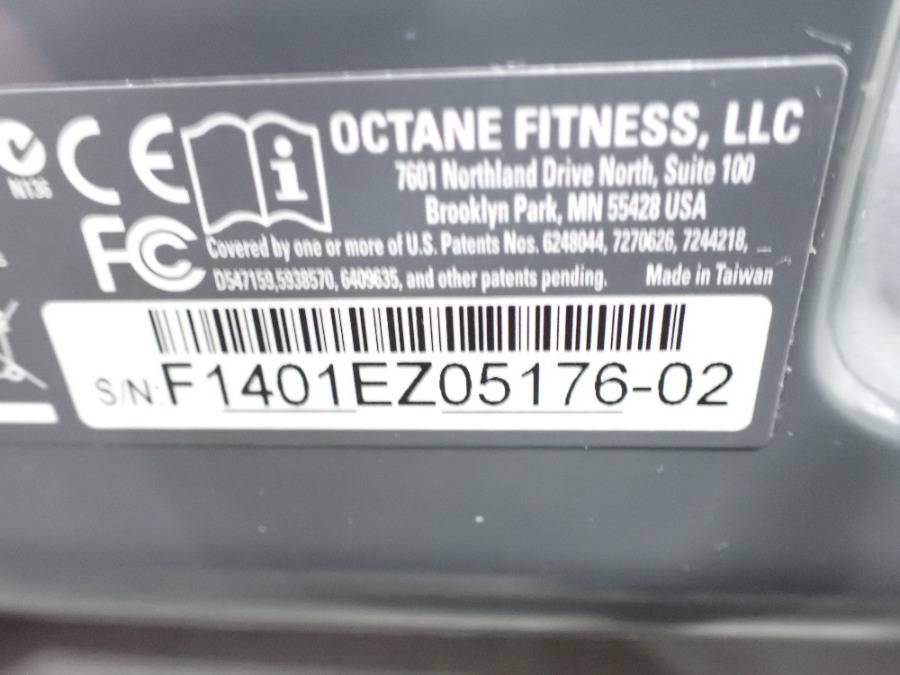 N136
CE
i
OCTANE FITNESS, LLC
7601 Northland Drive North, Suite 100
Brooklyn Park, MN 55428 USA
FC
Covered by one or more of U.S. Patents Nos. 6248044, 7270626, 7244218,
D547159,5938570, 6409635, and other patents pending.
Made in Taiwan
S/N:F1401EZ05176-02